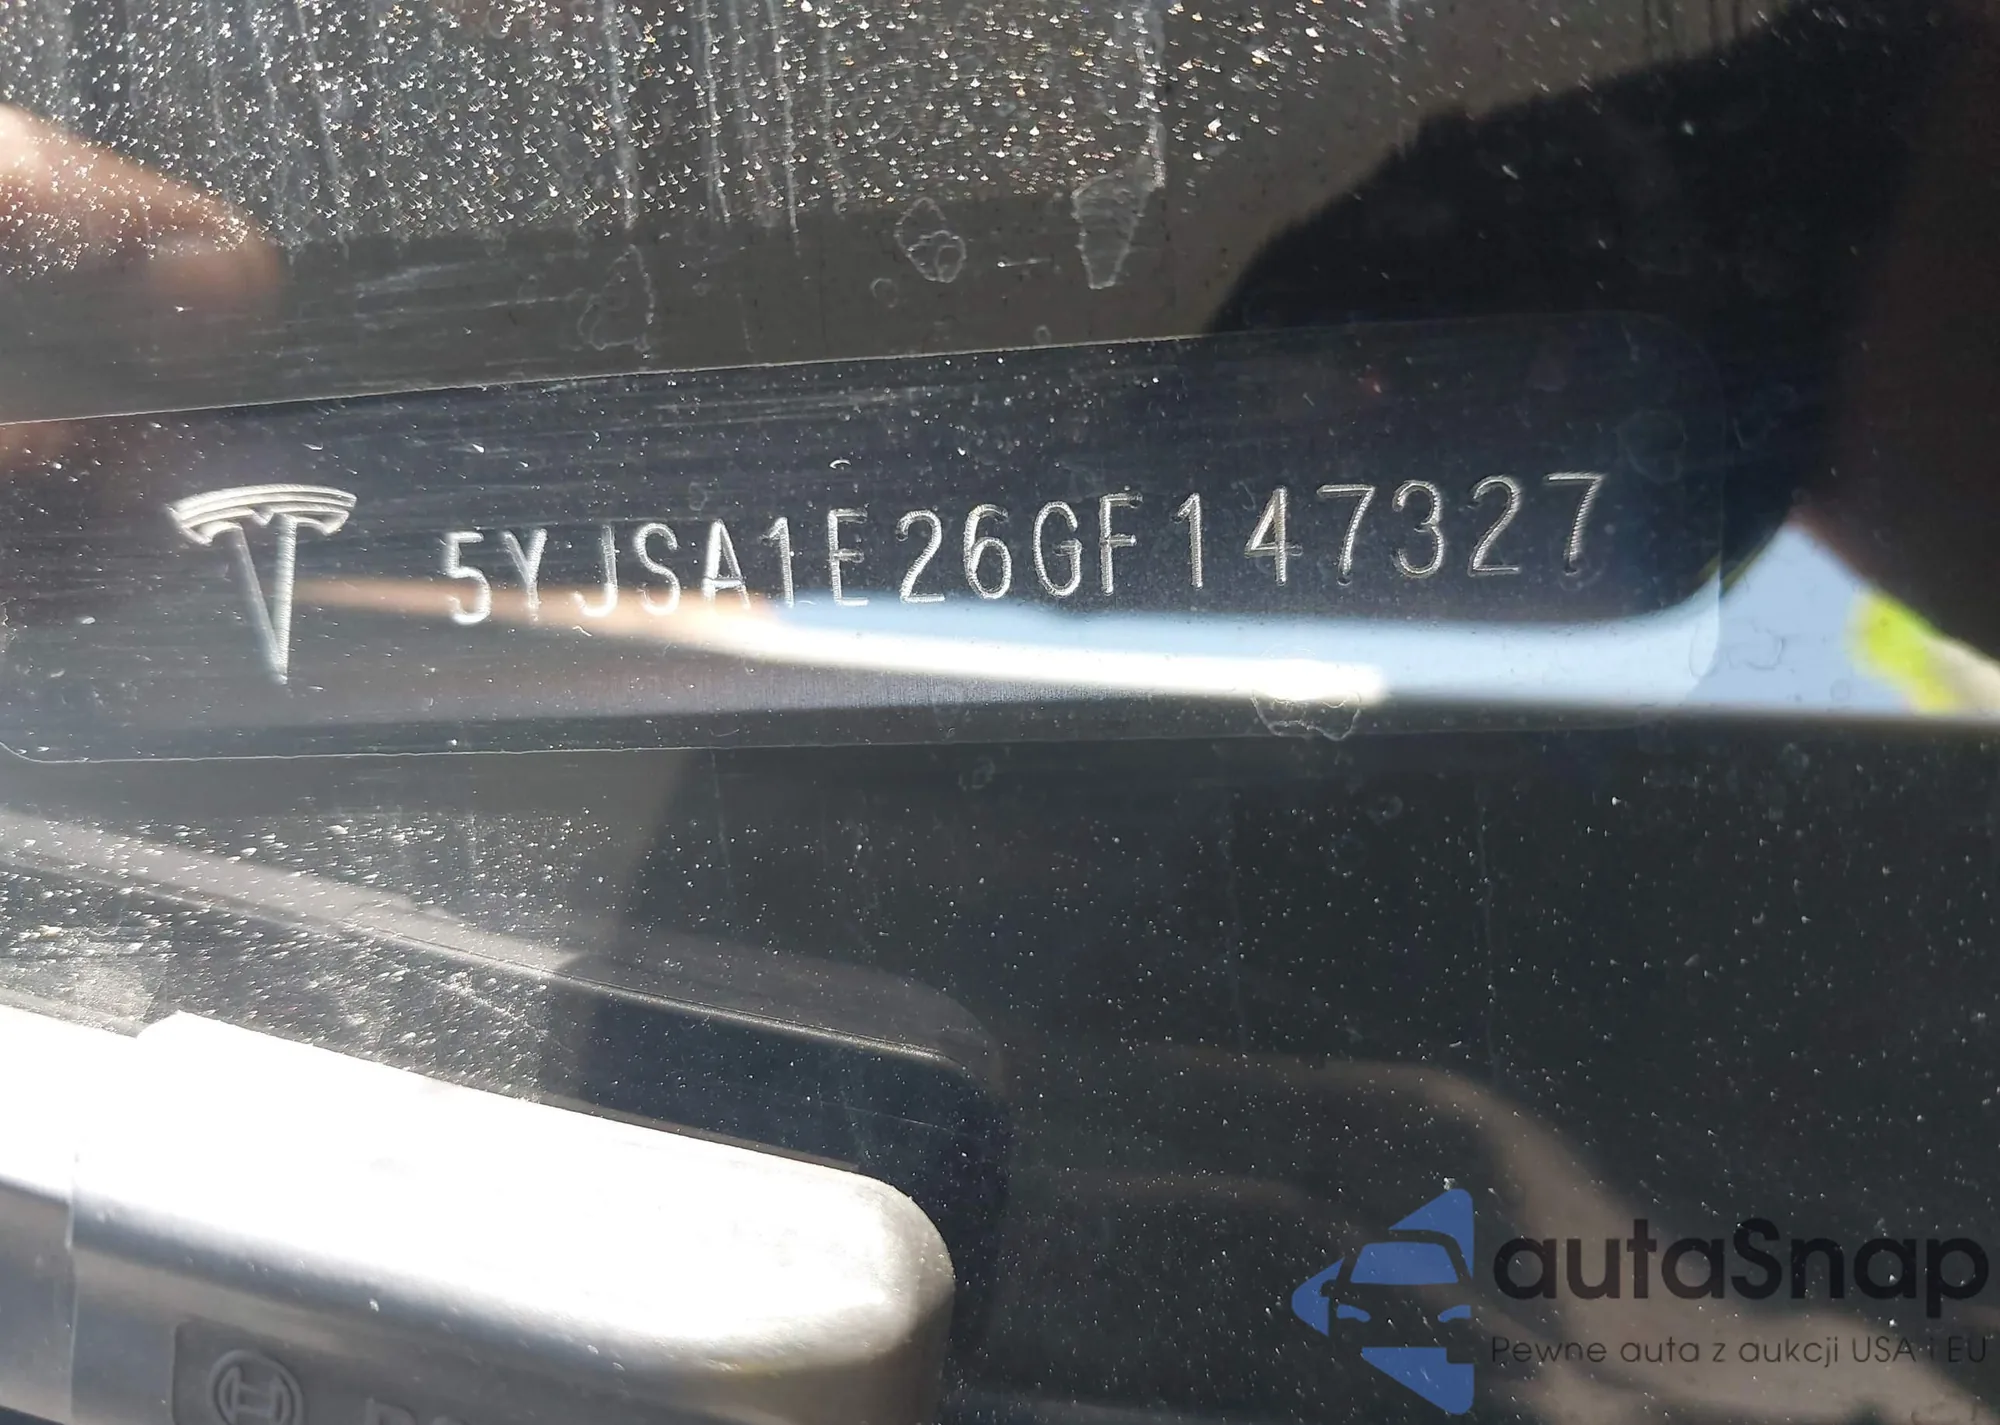 5YJSA1E26GF147327
autaSnap
Pewne auta z aukcji USA i EU